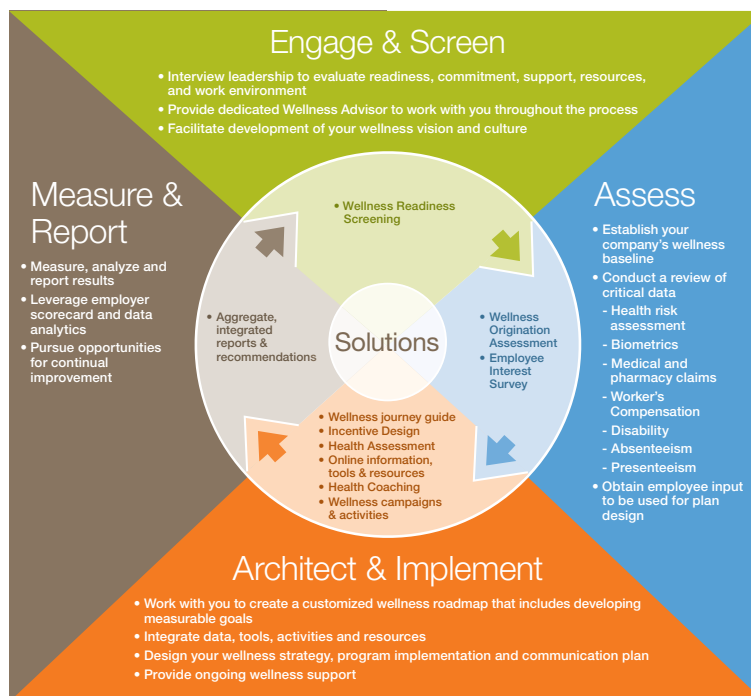 Engage & Screen
• Interview leadership to evaluate readiness, commitment, support, resources,
and work environment
• Provide dedicated Wellness Advisor to work with you throughout the process
• Facilitate development of your wellness vision and culture
Measure &
Report
• Measure, analyze and
report results
• Leverage employer
scorecard and data
analytics
• Pursue opportunities
for continual
improvement
• Wellness Readiness
Screening
• Aggregate,
integrated
reports &
recommendations
Solutions
• Wellness
Origination
Assessment
• Employee
Interest
Survey
• Wellness journey guide
• Incentive Design
• Health Assessment
• Online information,
tools & resources
• Health Coaching
• Wellness campaigns
& activities
Assess
• Establish your
company's wellness
baseline
• Conduct a review of
critical data
- Health risk
assessment
- Biometrics
- Medical and
pharmacy claims
- Worker's
Compensation
- Disability
- Absenteeism
- Presenteeism
• Obtain employee input
to be used for plan
design
Architect & Implement
• Work with you to create a customized wellness roadmap that includes developing
measurable goals
• Integrate data, tools, activities and resources
• Design your wellness strategy, program implementation and communication plan
• Provide ongoing wellness support